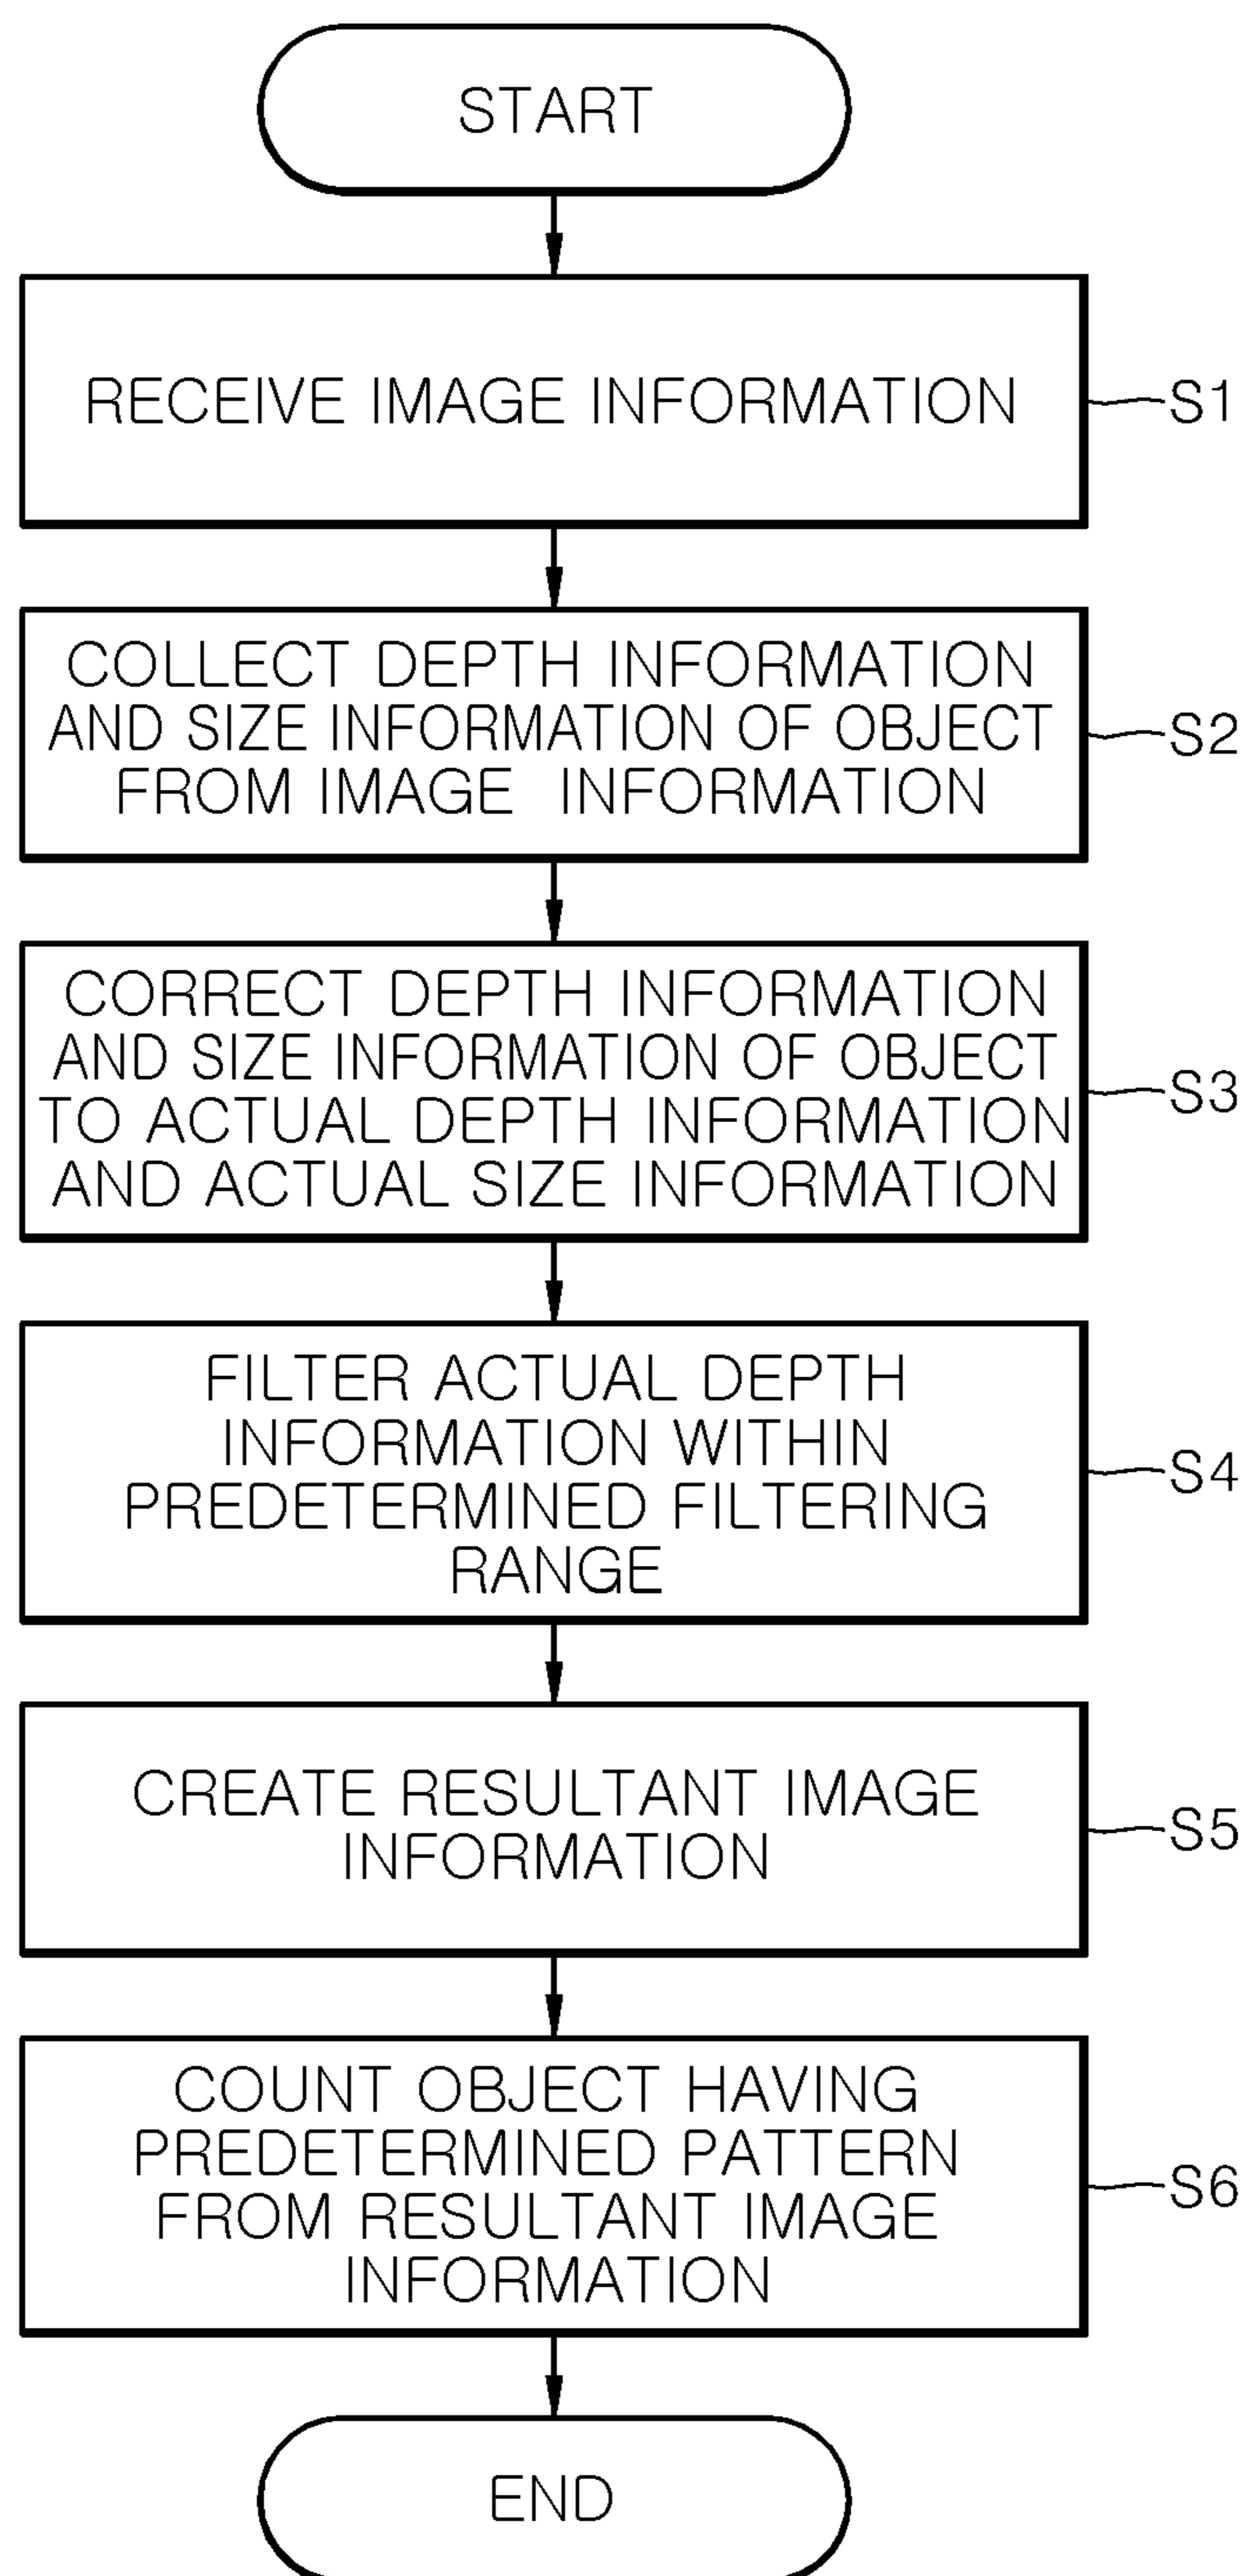 START
RECEIVE IMAGE INFORMATION
S1
COLLECT DEPTH INFORMATION
AND SIZE INFORMATION OF OBJECT
FROM IMAGE INFORMATION
S2
CORRECT DEPTH INFORMATION
AND SIZE INFORMATION OF OBJECT
TO ACTUAL DEPTH INFORMATION
AND ACTUAL SIZE INFORMATION
S3
FILTER ACTUAL DEPTH
INFORMATION WITHIN
PREDETERMINED FILTERING
RANGE
S4
CREATE RESULTANT IMAGE
INFORMATION
S5
COUNT OBJECT HAVING
PREDETERMINED PATTERN
FROM RESULTANT IMAGE
INFORMATION
S6
END